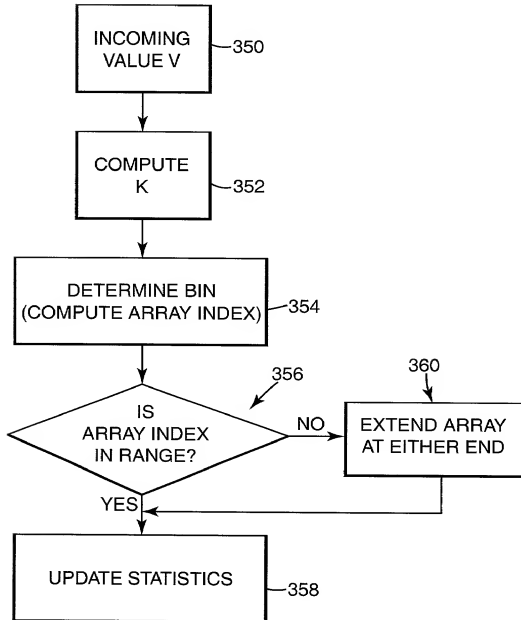 INCOMING
VALUE V
350
COMPUTE
K
352
DETERMINE BIN
(COMPUTE ARRAY INDEX)
354
356
360
IS
ARRAY INDEX
IN RANGE?
NO
EXTEND ARRAY
AT EITHER END
YES
UPDATE STATISTICS
358